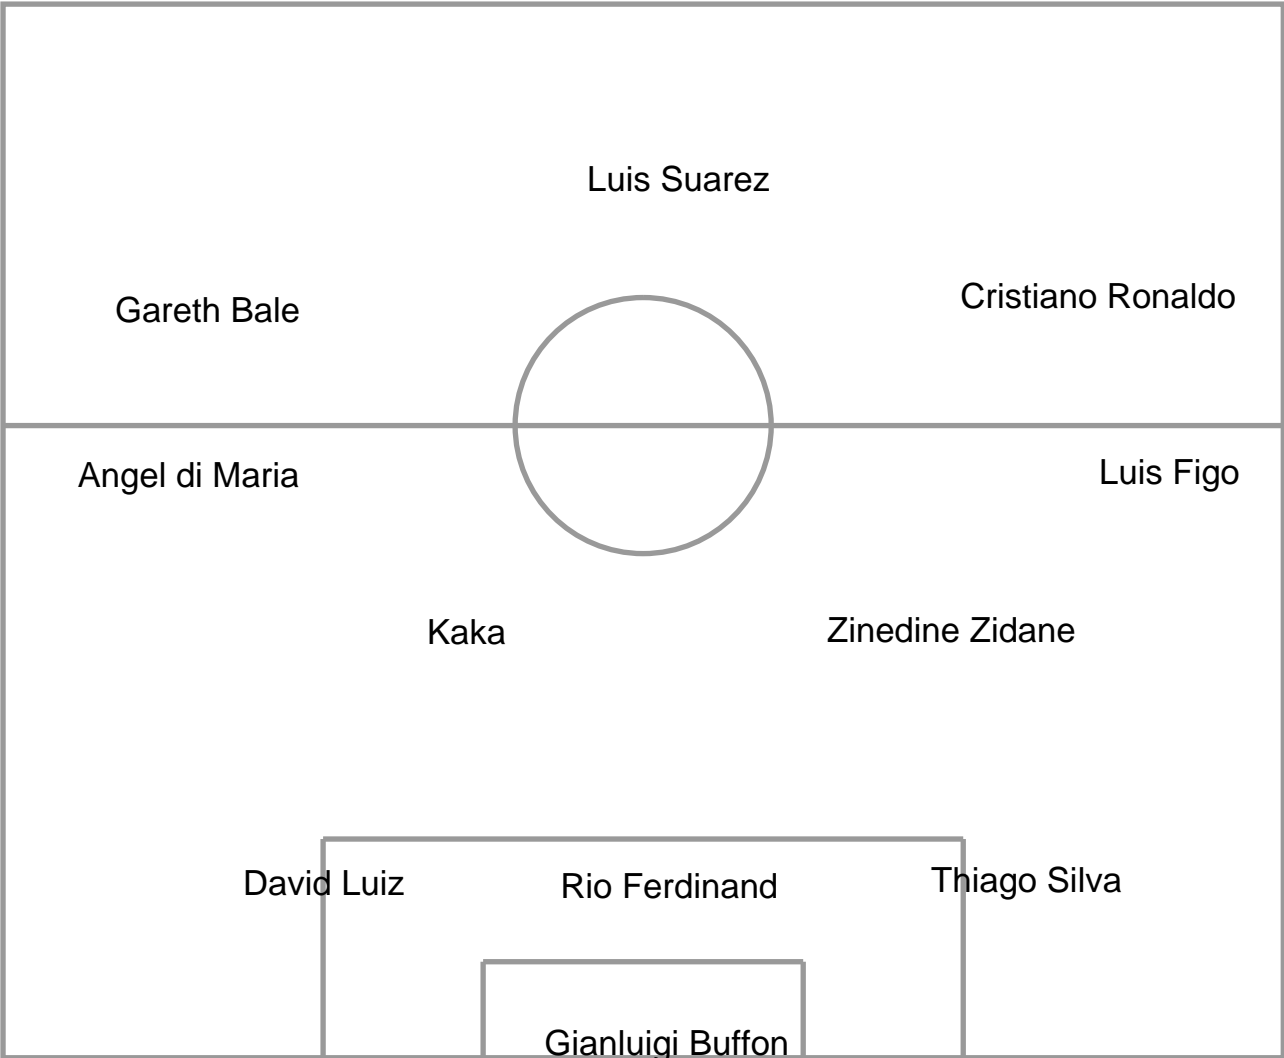 Luis Suarez
Gareth Bale
Cristiano Ronaldo
Angel di Maria
Luis Figo
Kaka
Zinedine Zidane
David Luiz
Rio Ferdinand
Thiago Silva
Gianluigi Buffon